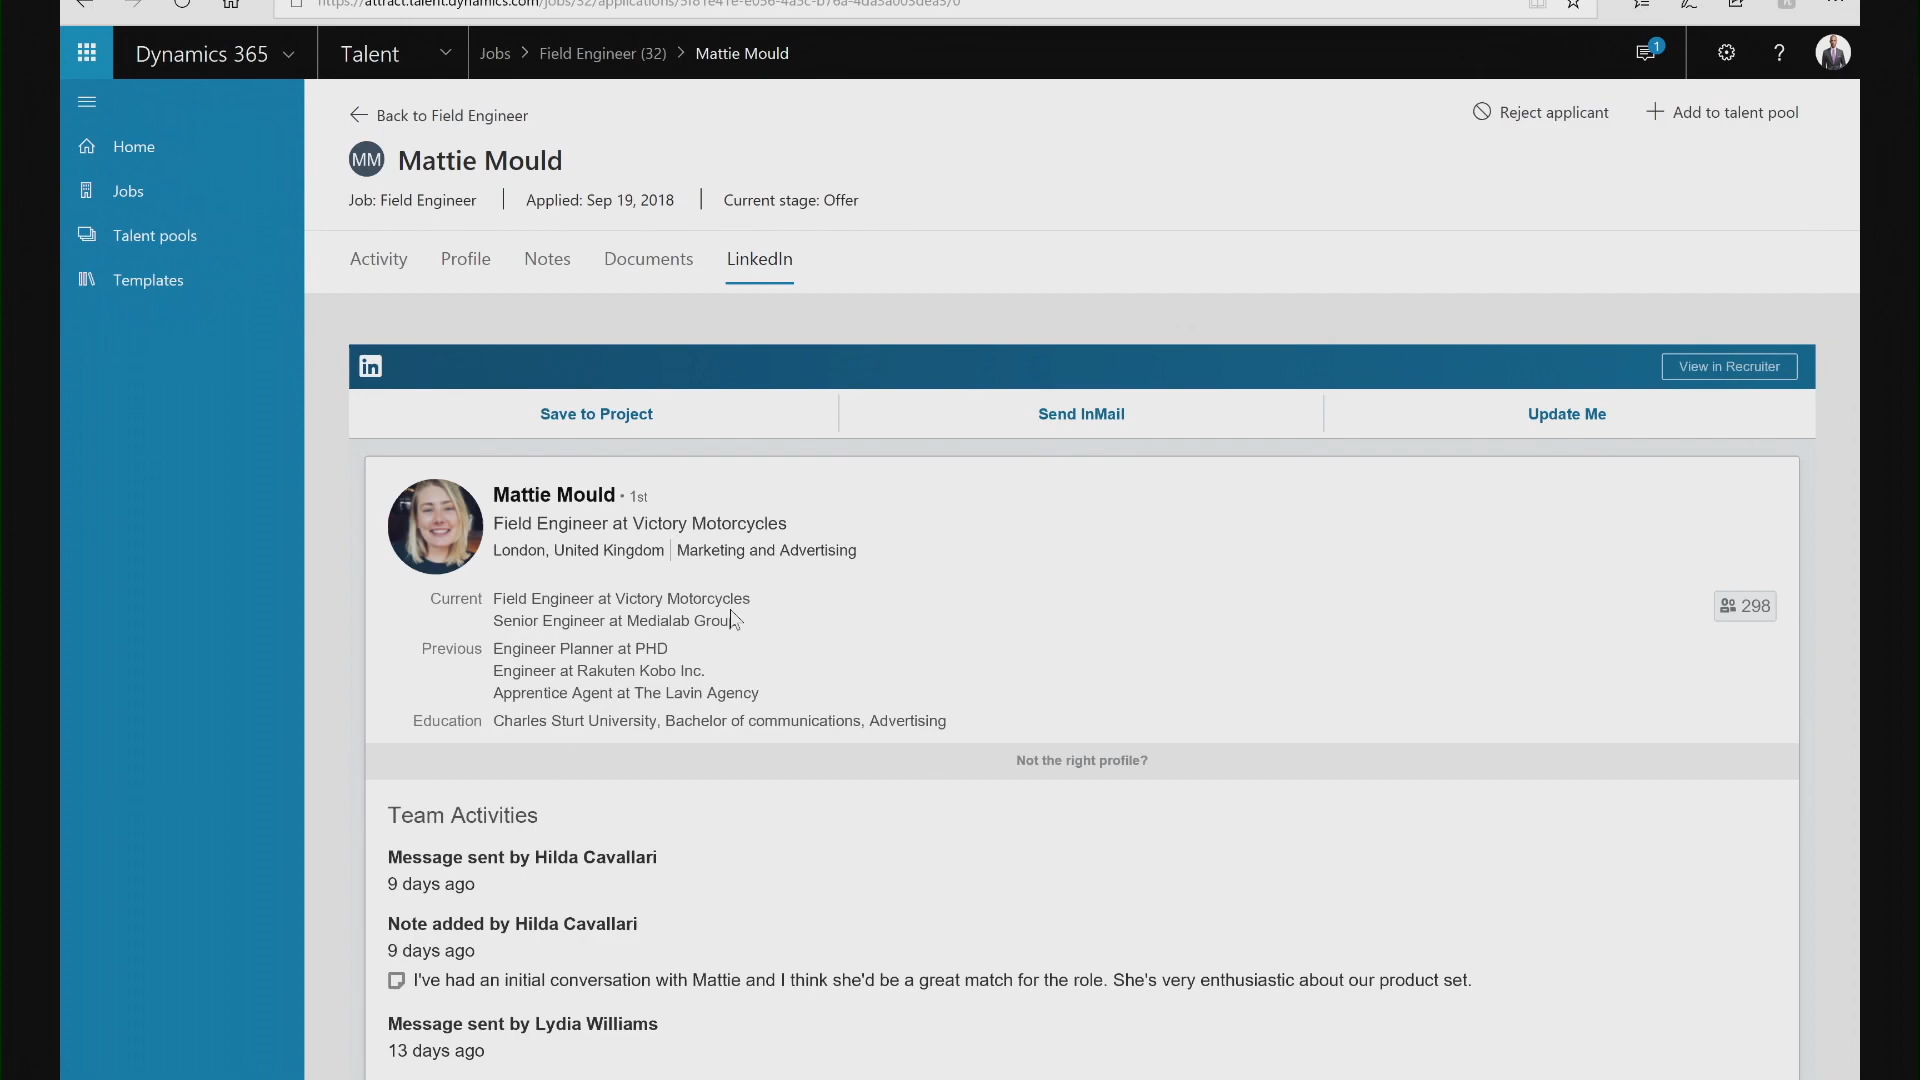 Dynamics 365
Talent
Jobs > Field Engineer (32) > Mattie Mould
1
?
Home
Jobs
Talent pools
Templates
Back to Field Engineer
Reject applicant
Add to talent pool
MM
Mattie Mould
Job: Field Engineer
Applied: Sep 19, 2018
Current stage: Offer
Activity
Profile
Notes
Documents
LinkedIn
in
View in Recruiter
Save to Project
Send InMail
Update Me
Mattie Mould • 1st
Field Engineer at Victory Motorcycles
London, United Kingdom | Marketing and Advertising
Current Field Engineer at Victory Motorcycles
Senior Engineer at Medialab Group
298
Previous Engineer Planner at PHD
Engineer at Rakuten Kobo Inc.
Apprentice Agent at The Lavin Agency
Education Charles Sturt University, Bachelor of communications, Advertising
Not the right profile?
Team Activities
Message sent by Hilda Cavallari
9 days ago
Note added by Hilda Cavallari
9 days ago
I've had an initial conversation with Mattie and I think she'd be a great match for the role. She's very enthusiastic about our product set.
Message sent by Lydia Williams
13 days ago